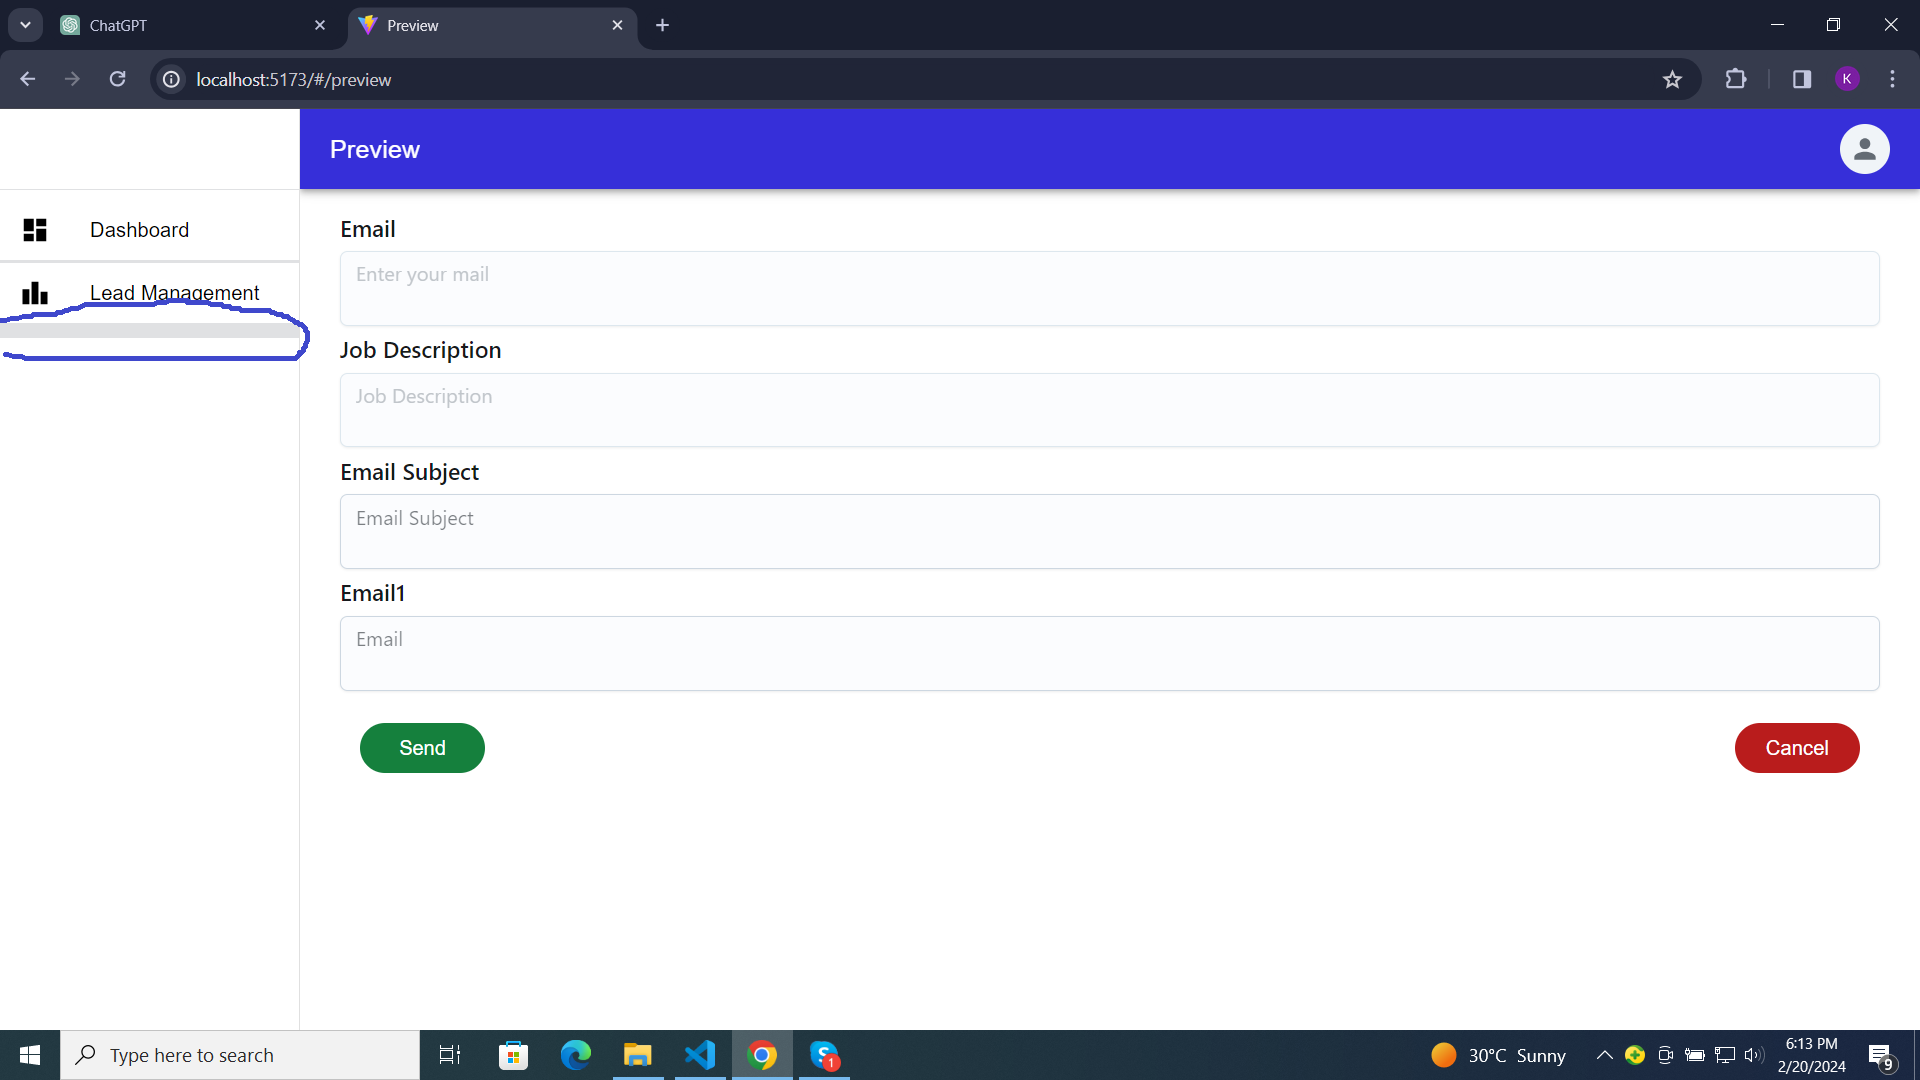 ChatGPT
Preview
localhost:5173/#/preview
K
Preview
Dashboard
Lead Management
Email
Enter your mail
Job Description
Job Description
Email Subject
Email Subject
Email1
Email
Send
Cancel
Type here to search
S
1
30°C Sunny
6:13 PM
2/20/2024
9